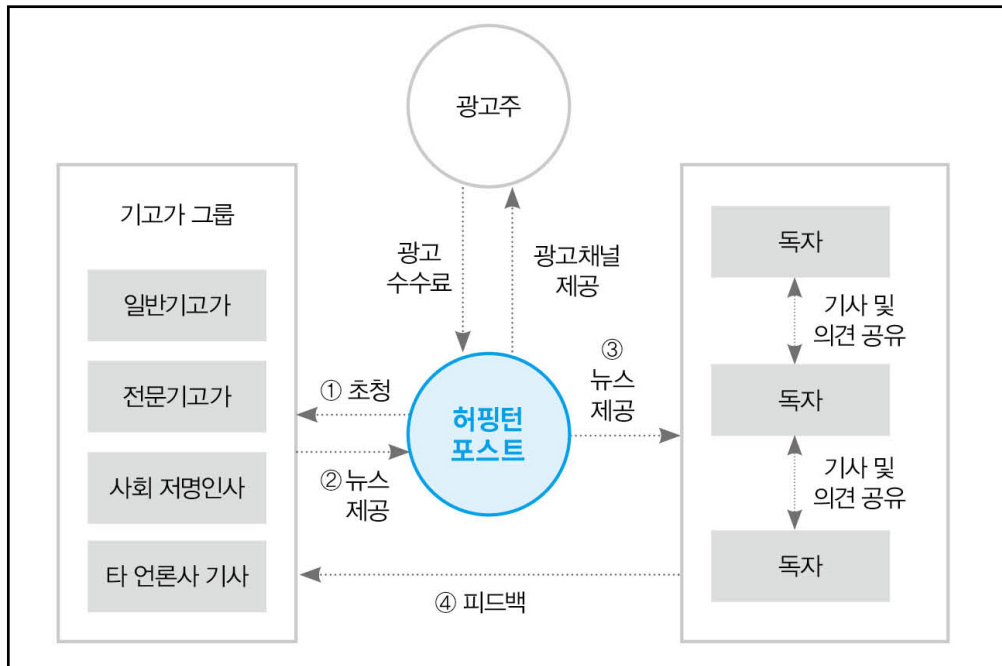 광고주
기고가 그룹
일반기고가
전문기고가
사회 저명인사
타 언론사 기사
광고
수수료
광고채널
제공
① 초청
② 뉴스
제공
허핑턴
포스트
③
뉴스
제공
④ 피드백
독자
기사 및
의견 공유
독자
기사 및
의견 공유
독자